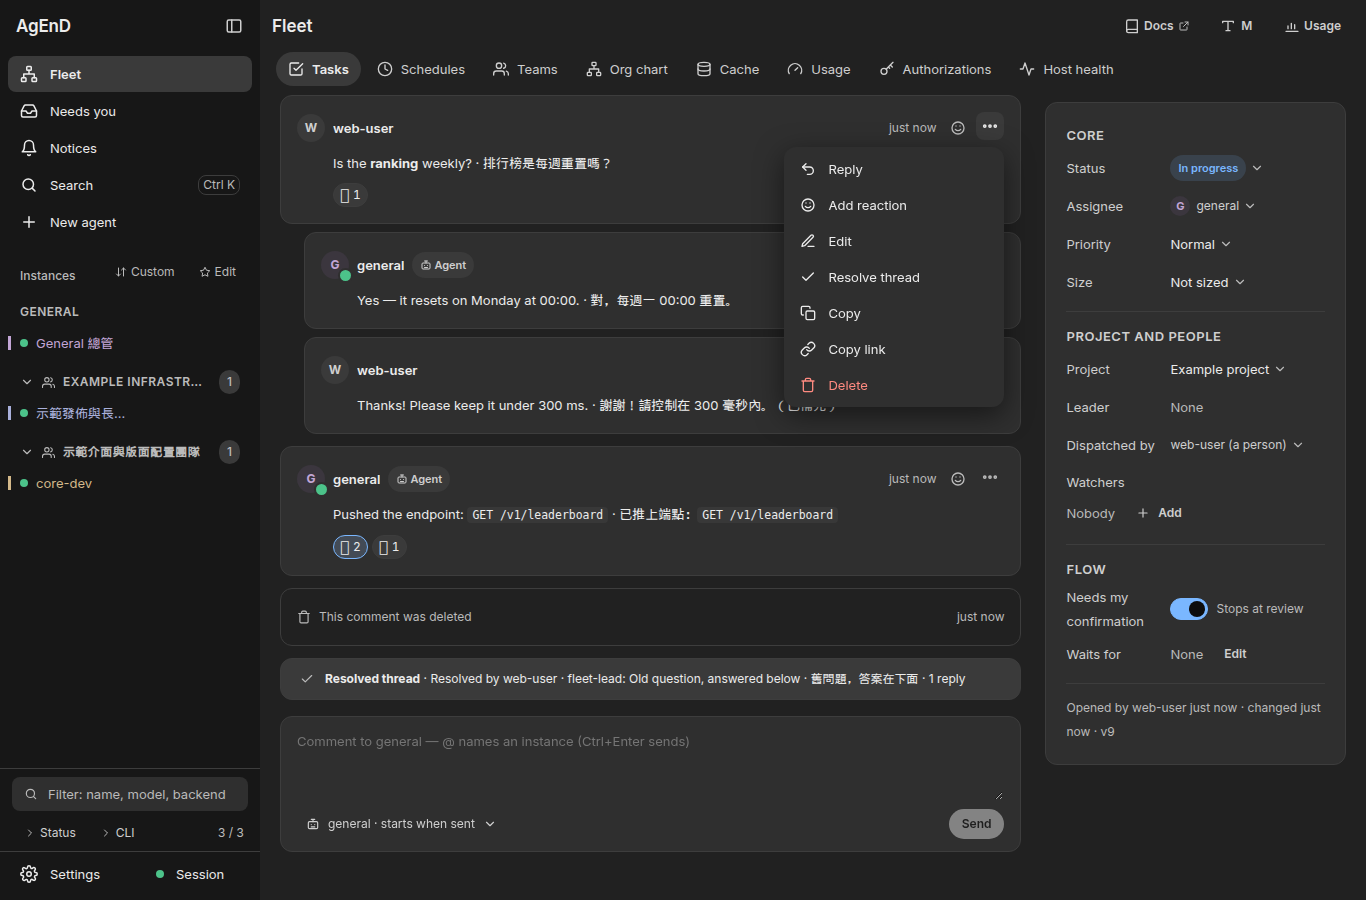 AgEnD
Fleet
Needs you
Notices
Search
Ctrl K
New agent
Instances
Custom
Edit
GENERAL
General 總管
EXAMPLE INFRASTR...
1
示範發佈與長...
示範介面與版面配置團隊
1
core-dev
Filter: name, model, backend
Status
CLI
3 / 3
Settings
Session
Fleet
Docs
M
Usage
Tasks
Schedules
Teams
Org chart
Cache
Usage
Authorizations
Host health
W
web-user
just now
Is the ranking weekly? · 排行榜是每週重置嗎？
1
Reply
Add reaction
Edit
Resolve thread
Copy
Copy link
Delete
G
general
Agent
Yes — it resets on Monday at 00:00. · 對，每週一 00:00 重置。
W
web-user
Thanks! Please keep it under 300 ms. · 謝謝！請控制在 300 毫秒內。
G
general
Agent
just now
Pushed the endpoint: GET /v1/leaderboard · 已推上端點：GET /v1/leaderboard
2
1
This comment was deleted
just now
Resolved thread · Resolved by web-user · fleet-lead: Old question, answered below · 舊問題，答案在下面 · 1 reply
Comment to general — @ names an instance (Ctrl+Enter sends)
general · starts when sent
Send
CORE
Status
In progress
Assignee
G
general
Priority
Normal
Size
Not sized
PROJECT AND PEOPLE
Project
Example project
Leader
None
Dispatched by
web-user (a person)
Watchers
Nobody
Add
FLOW
Needs my
confirmation
Stops at review
Waits for
None
Edit
Opened by web-user just now · changed just
now · v9